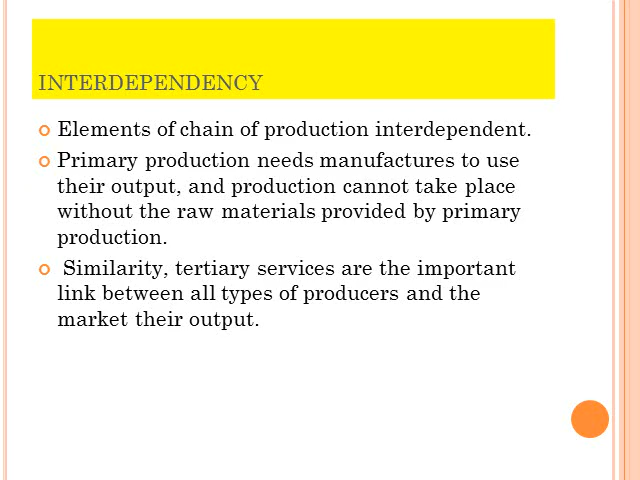 INTERDEPENDENCY
Elements of chain of production interdependent.
Primary production needs manufactures to use
their output, and production cannot take place
without the raw materials provided by primary
production.
Similarity, tertiary services are the important
link between all types of producers and the
market their output.